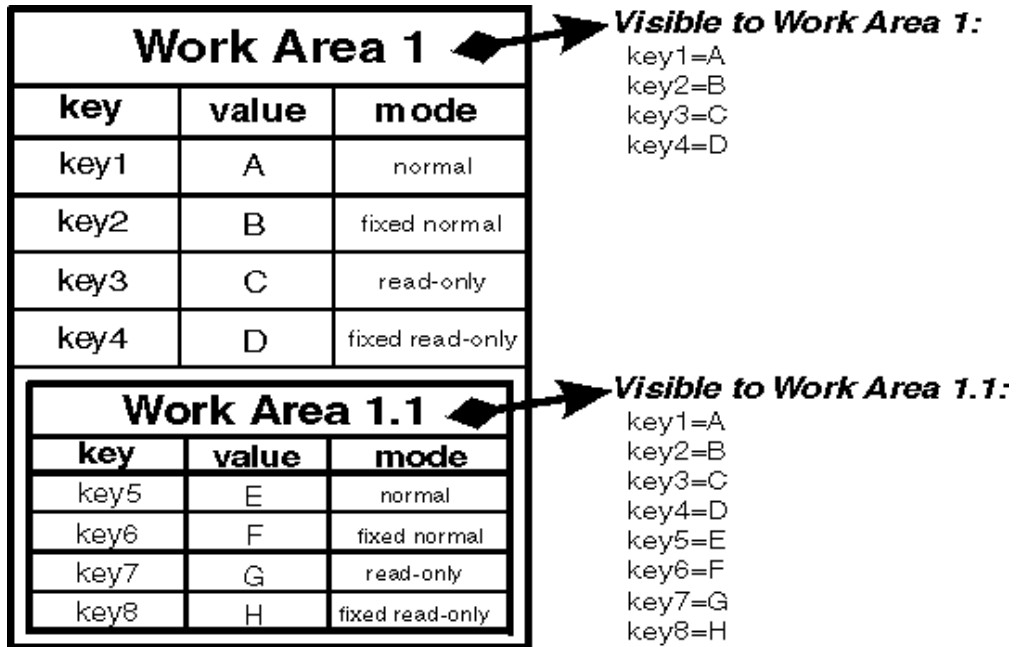 Work Area 1
key value mode
key1 A normal
key2 B fixed normal
key3 C read-only
key4 D fixed read-only
Visible to Work Area 1:
key1=A
key2=B
key3=C
key4=D
Work Area 1.1
key value mode
key5 E normal
key6 F fixed normal
key7 G read-only
key8 H fixed read-only
Visible to Work Area 1.1:
key1=A
key2=B
key3=C
key4=D
key5=E
key6=F
key7=G
key8=H